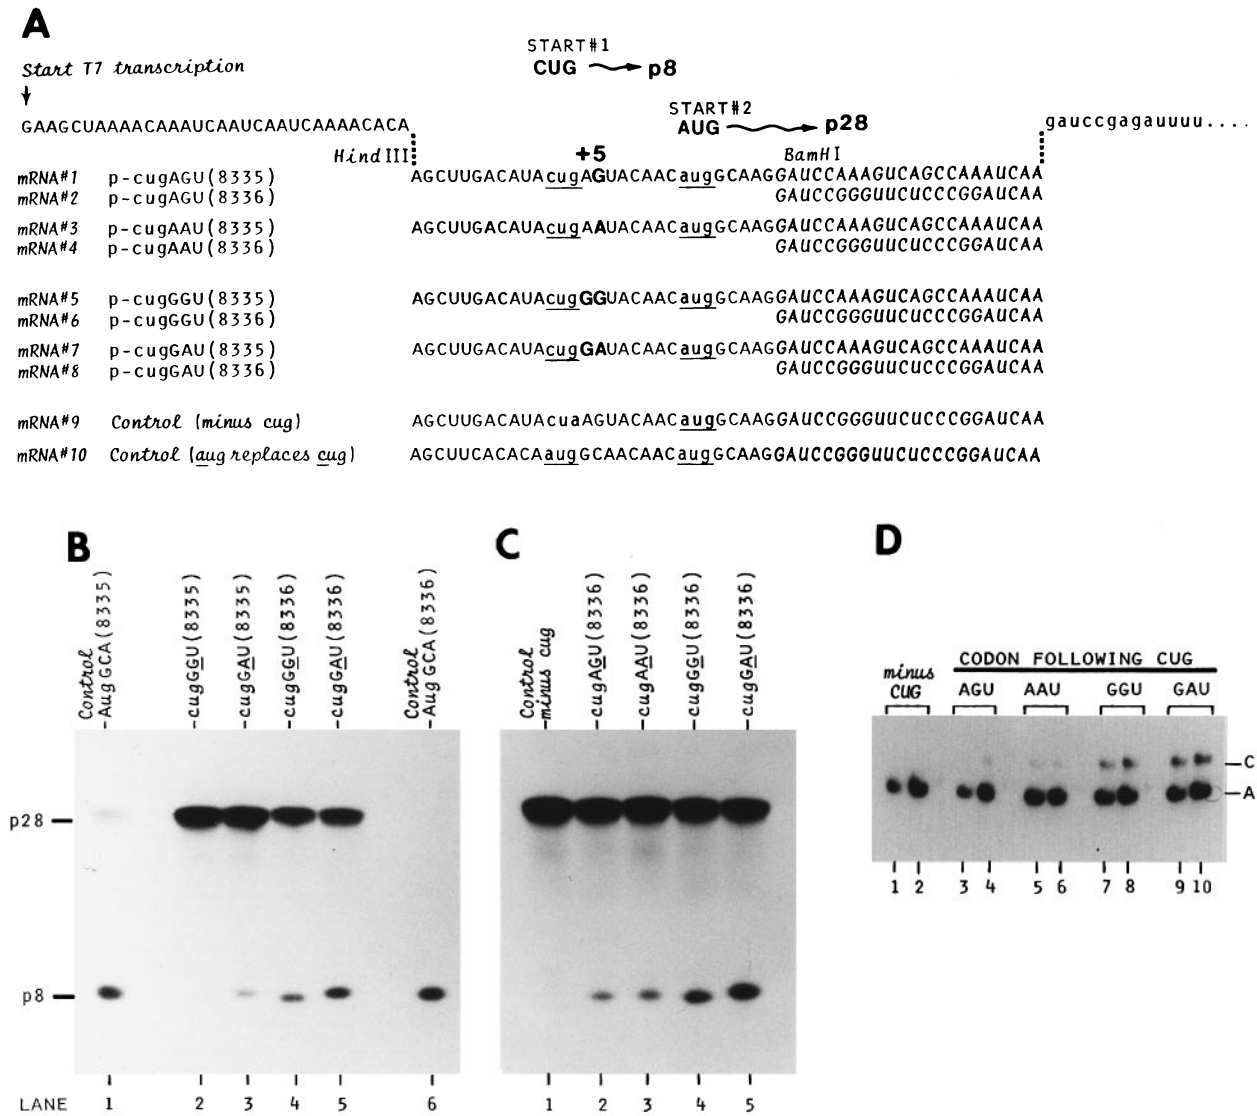 A
START#1
CUG p8
Start T7 transcription
START#2
AUG p28
GAAGCUAAAACAAAUCAAUCAAUCAAAACACA
gauccgagauuuu....
HindIII
+5
BamHI
mRNA#1 p-cugAGU(8335) AGCUUGACAUAcugAGUACAACauggCAAGGAUCCAAAGUCAGCCAAAUCAA
mRNA#2 p-cugAGU(8336) GAUCCGGGUUCUCCCGGAUCAA
mRNA#3 p-cugAAU(8335) AGCUUGACAUAcugAAUACAACaugGCAAGGAUCCAAAGUCAGCCAAAUCAA
mRNA#4 p-cugAAU(8336) GAUCCGGGUUCUCCCGGAUCAA
mRNA#5 p-cugGGU(8335) AGCUUGACAUAcugGGUACAACaugGCAAGGAUCCAAAGUCAGCCAAAUCAA
mRNA#6 p-cugGGU(8336) GAUCCGGGUUCUCCCGGAUCAA
mRNA#7 p-cugGAU(8335) AGCUUGACAUAcugGAUACAACaugGCAAGGAUCCAAAGUCAGCCAAAUCAA
mRNA#8 p-cugGAU(8336) GAUCCGGGUUCUCCCGGAUCAA
mRNA#9 Control (minus cug) AGCUUGACAUAcuaAGUACAACaugGCAAGGAUCCGGGUUCUCCCGGAUCAA
mRNA#10 Control (aug replaces cug) AGCUUCACACAaugGCAACAACaugGCAAGGAUCCGGGUUCUCCCGGAUCAA
B
Control
AugGCA(8335)
cugGGU(8335)
cugGAU(8335)
cugGGU(8336)
cugGAU(8336)
Control
AugGCA(8336)
p28
p8
LANE 1 2 3 4 5 6
C
Control
minus cug
cugAGU(8336)
cugAAU(8336)
cugGGU(8336)
cugGAU(8336)
1 2 3 4 5
D
CODON FOLLOWING CUG
minus
CUG
AGU AAU GGU GAU
C
A
1 2 3 4 5 6 7 8 9 10